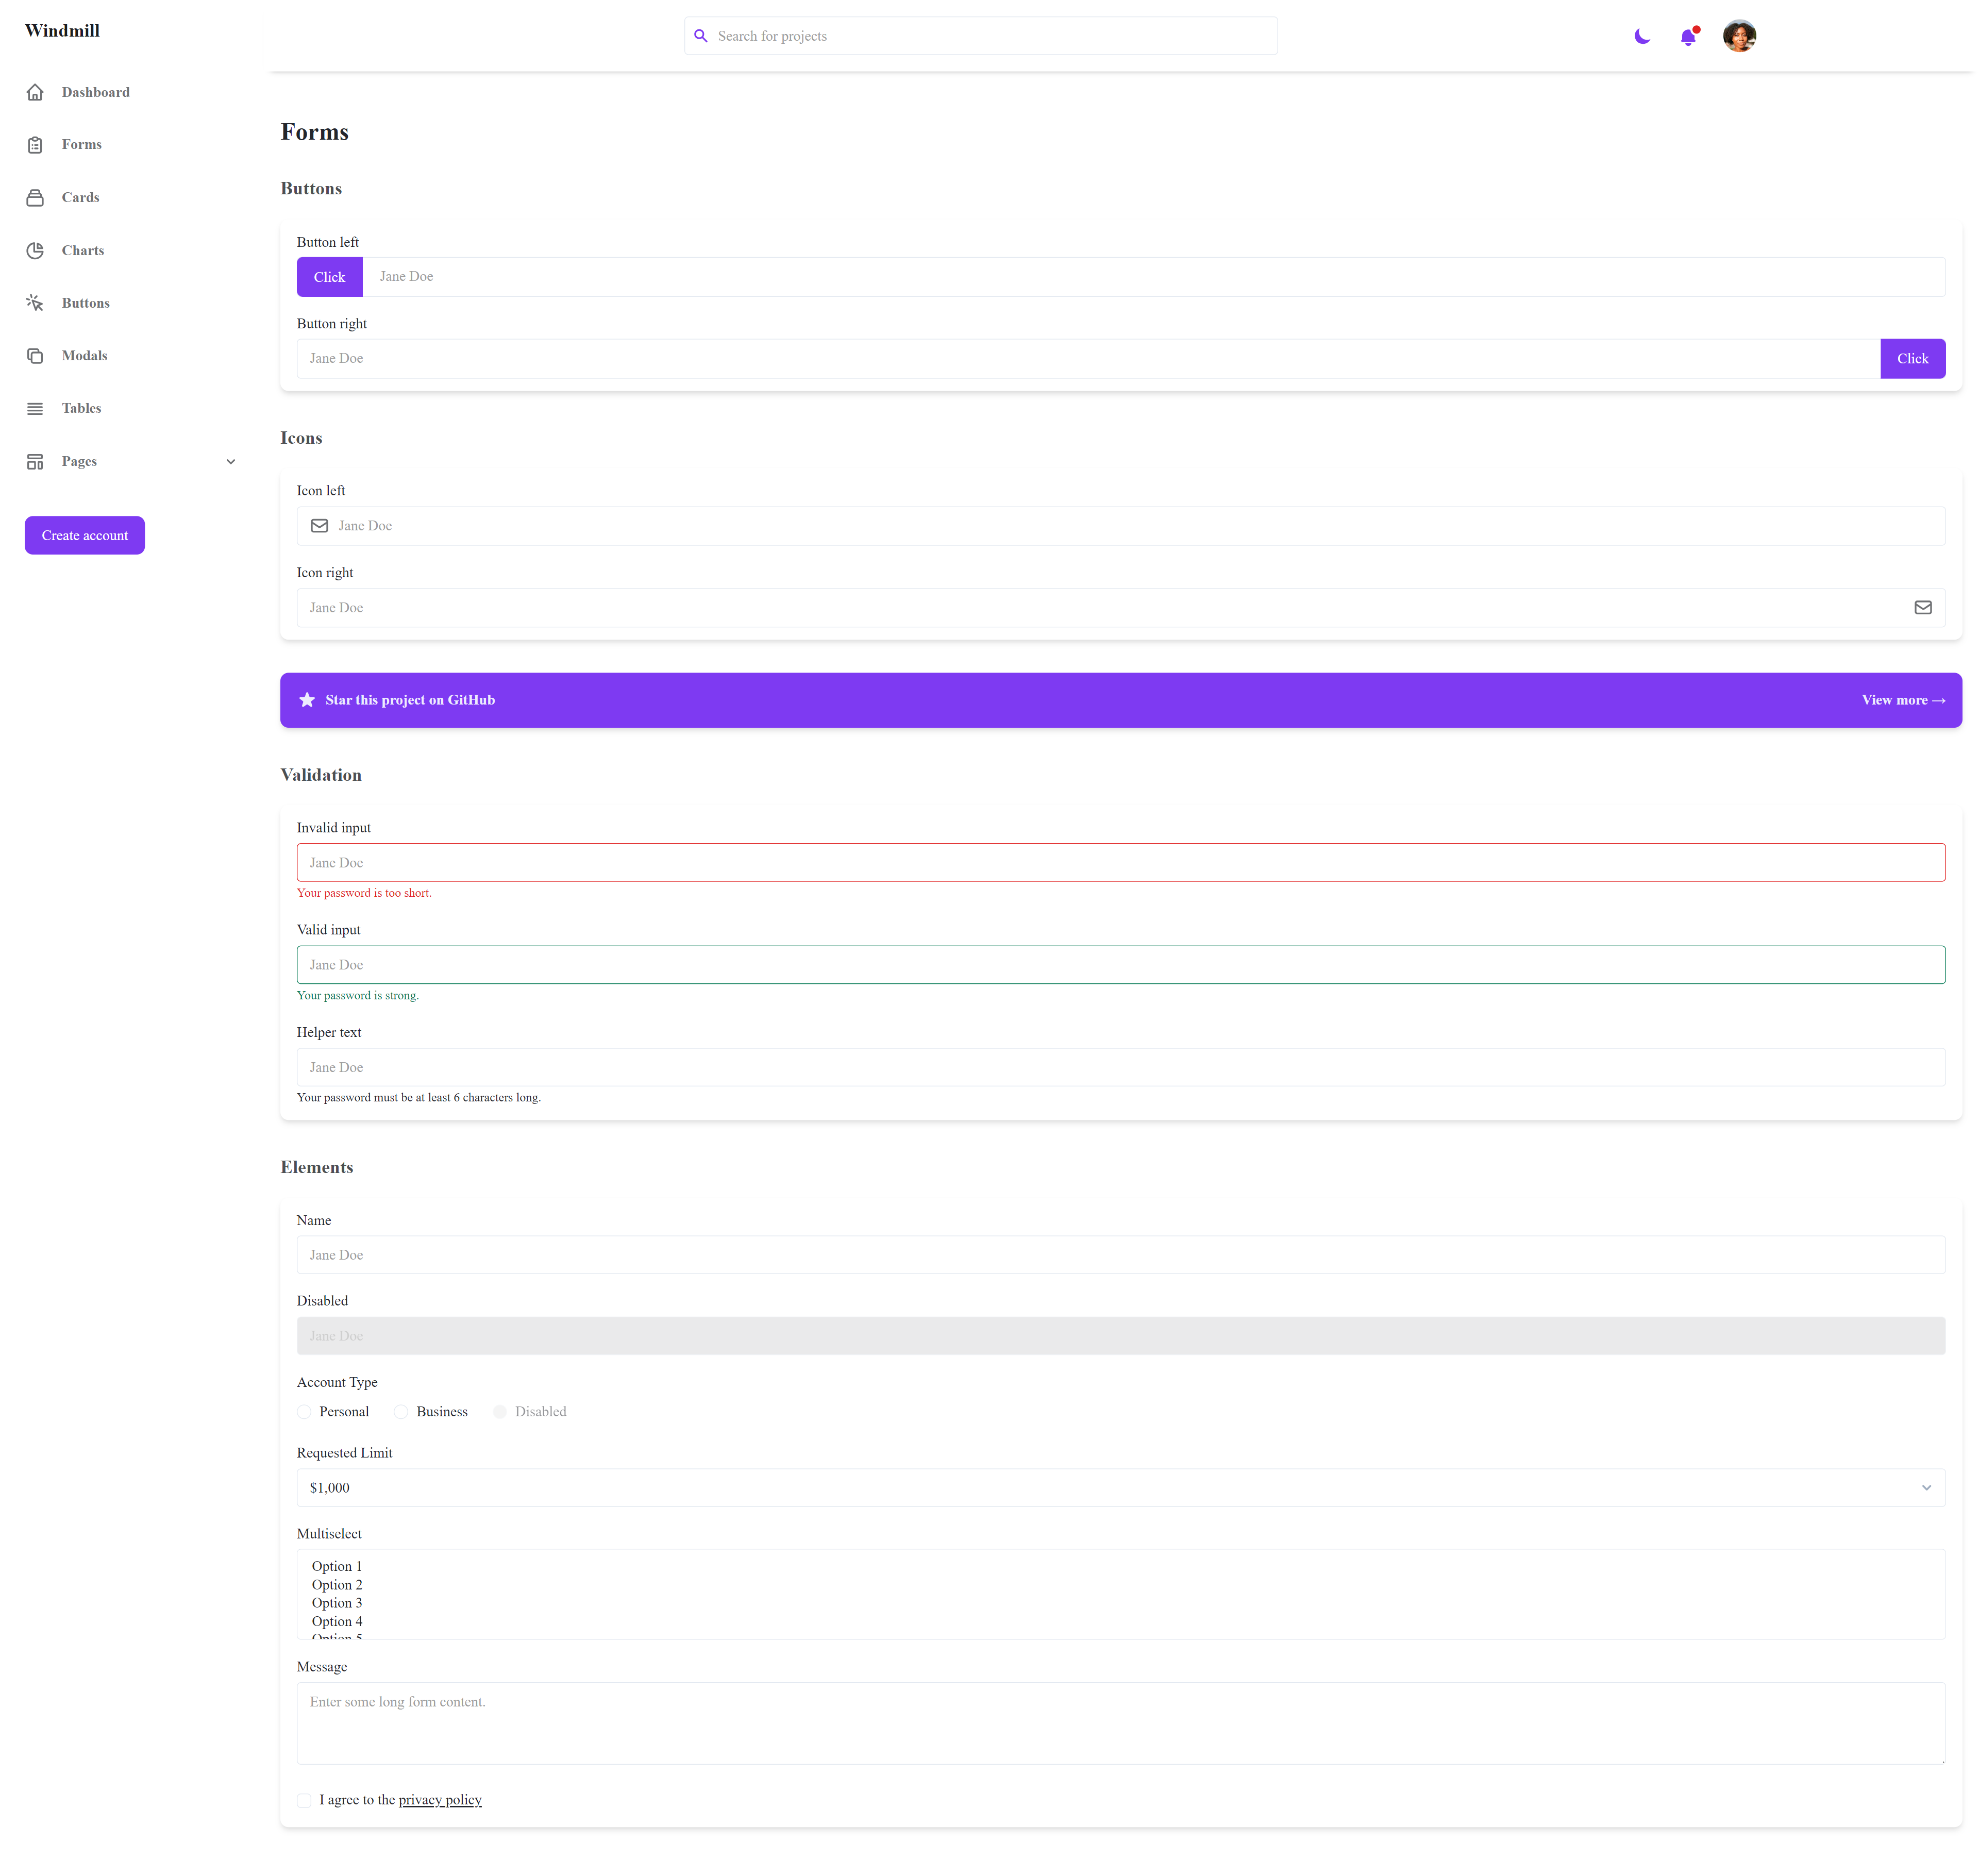 Windmill
Search for projects
Dashboard
Forms
Cards
Charts
Buttons
Modals
Tables
Pages
Create account
Forms
Buttons
Button left
Click Jane Doe
Button right
Jane Doe Click
Icons
Icon left
Jane Doe
Icon right
Jane Doe
Star this project on GitHub View more →
Validation
Invalid input
Jane Doe
Your password is too short.
Valid input
Jane Doe
Your password is strong.
Helper text
Jane Doe
Your password must be at least 6 characters long.
Elements
Name
Jane Doe
Disabled
Jane Doe
Account Type
Personal Business Disabled
Requested Limit
$1,000
Multiselect
Option 1
Option 2
Option 3
Option 4
Option 5
Message
Enter some long form content.
I agree to the privacy policy